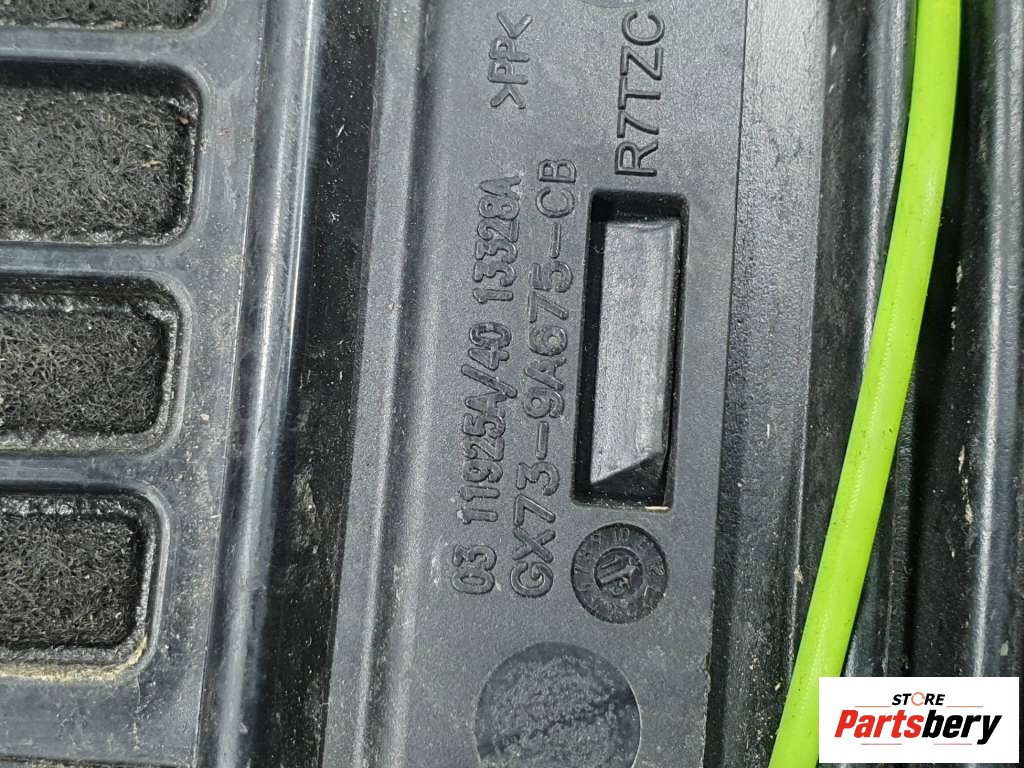 >PP<
R7TZC
03 11925A/40 13328A
GX73-9A675-CB
STORE
Partsbery